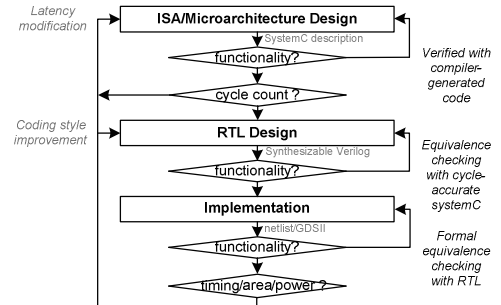 Latency
modification
ISA/Microarchitecture Design
SystemC description
functionality?
Verified with
compiler-
generated
code
cycle count ?
Coding style
improvement
RTL Design
Synthesizable Verilog
functionality?
Equivalence
checking
with cycle-
accurate
systemC
Implementation
netlist/GDSII
functionality?
Formal
equivalence
checking
with RTL
timing/area/power ?